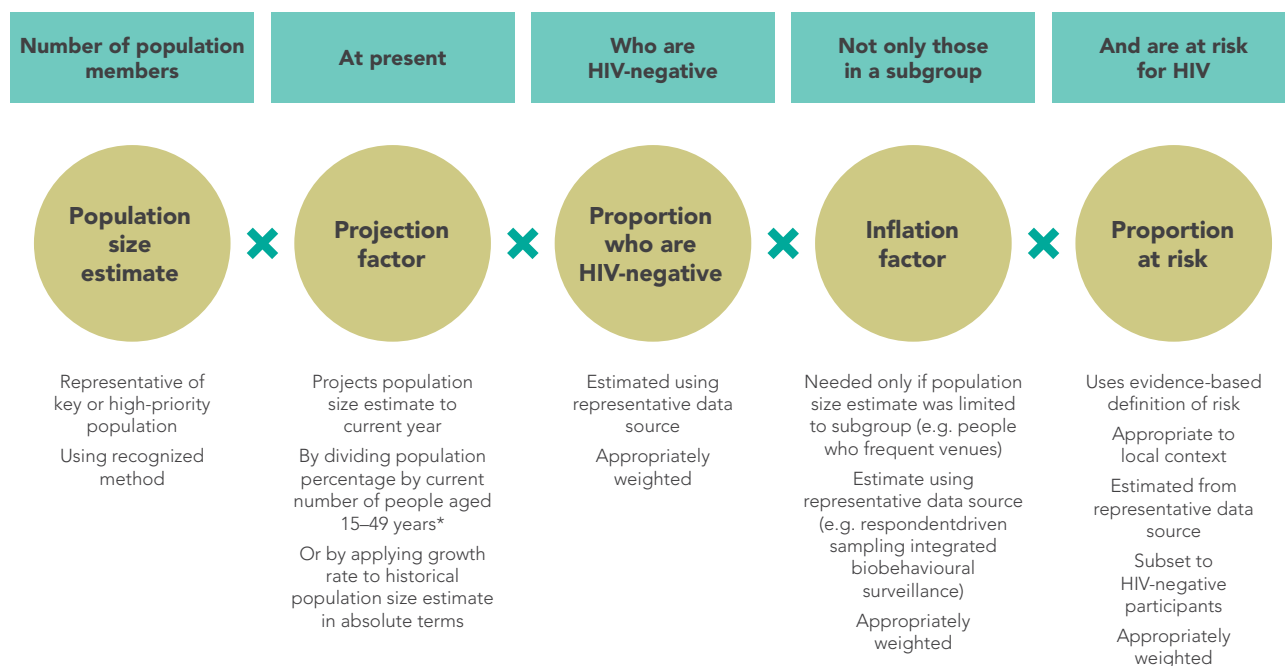 Number of population
members
At present
Who are
HIV-negative
Not only those
in a subgroup
And are at risk
for HIV
Population
size
estimate
×
Projection
factor
×
Proportion
who are
HIV-negative
×
Inflation
factor
×
Proportion
at risk
Representative of
key or high-priority
population
Using recognized
method
Projects population
size estimate to
current year
By dividing population
percentage by current
number of people aged
15–49 years*
Or by applying growth
rate to historical
population size estimate
in absolute terms
Estimated using
representative data
source
Appropriately
weighted
Needed only if population
size estimate was limited
to subgroup (e.g. people
who frequent venues)
Estimate using
representative data source
(e.g. respondentdriven
sampling integrated
biobehavioural
surveillance)
Appropriately
weighted
Uses evidence-based
definition of risk
Appropriate to
local context
Estimated from
representative data
source
Subset to
HIV-negative
participants
Appropriately
weighted